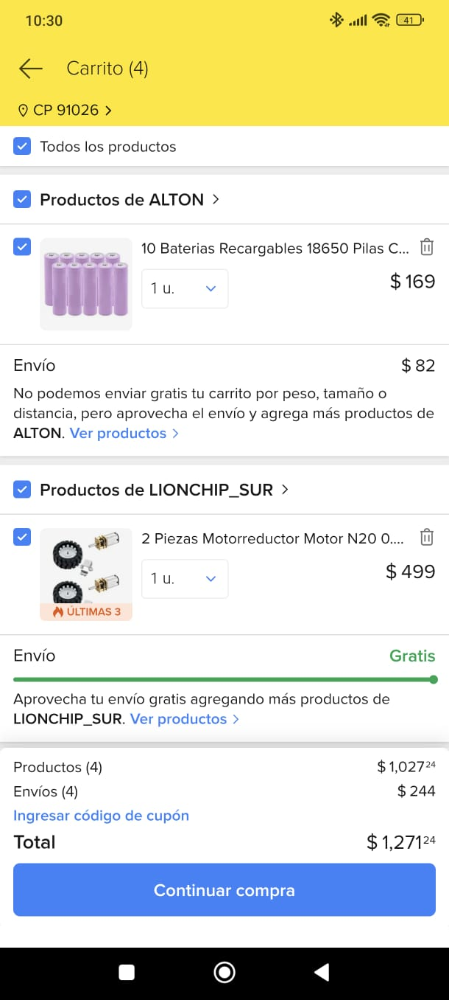 10:30
41
Carrito (4)
CP 91026
Todos los productos
Productos de ALTON
10 Baterias Recargables 18650 Pilas C...
1 u.
$ 169
Envío
$ 82
No podemos enviar gratis tu carrito por peso, tamaño o
distancia, pero aprovecha el envío y agrega más productos de
ALTON. Ver productos
Productos de LIONCHIP_SUR
2 Piezas Motorreductor Motor N20 0....
1 u.
$ 499
ÚLTIMAS 3
Envío
Gratis
Aprovecha tu envío gratis agregando más productos de
LIONCHIP_SUR. Ver productos
Productos (4)
$ 1,027 24
Envíos (4)
$ 244
Ingresar código de cupón
Total
$ 1,271 24
Continuar compra